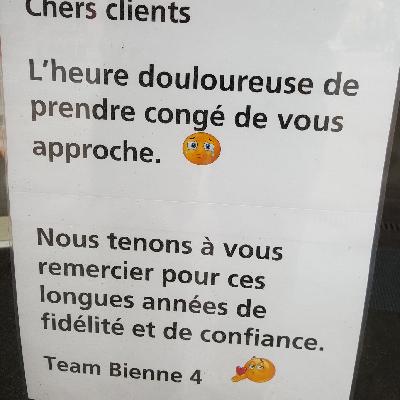 Chers clients
L'heure douloureuse de
prendre congé de vous
approche.
Nous tenons à vous
remercier pour ces
longues années de
fidélité et de confiance.
Team Bienne 4